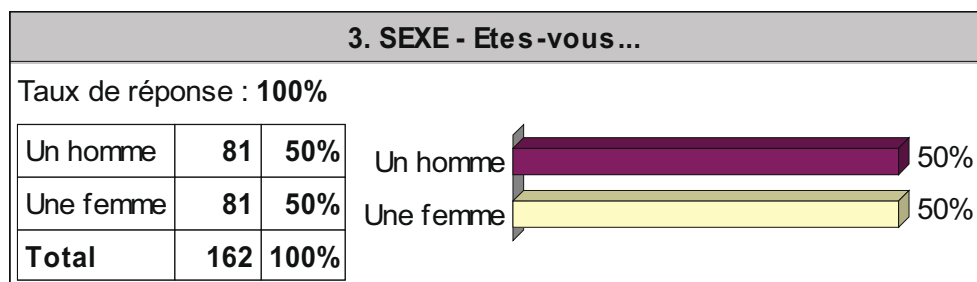 3. SEXE - Etes-vous...
Taux de réponse : 100%
Un homme 81 50%
Une femme 81 50%
Total 162 100%
Un homme 50%
Une femme 50%